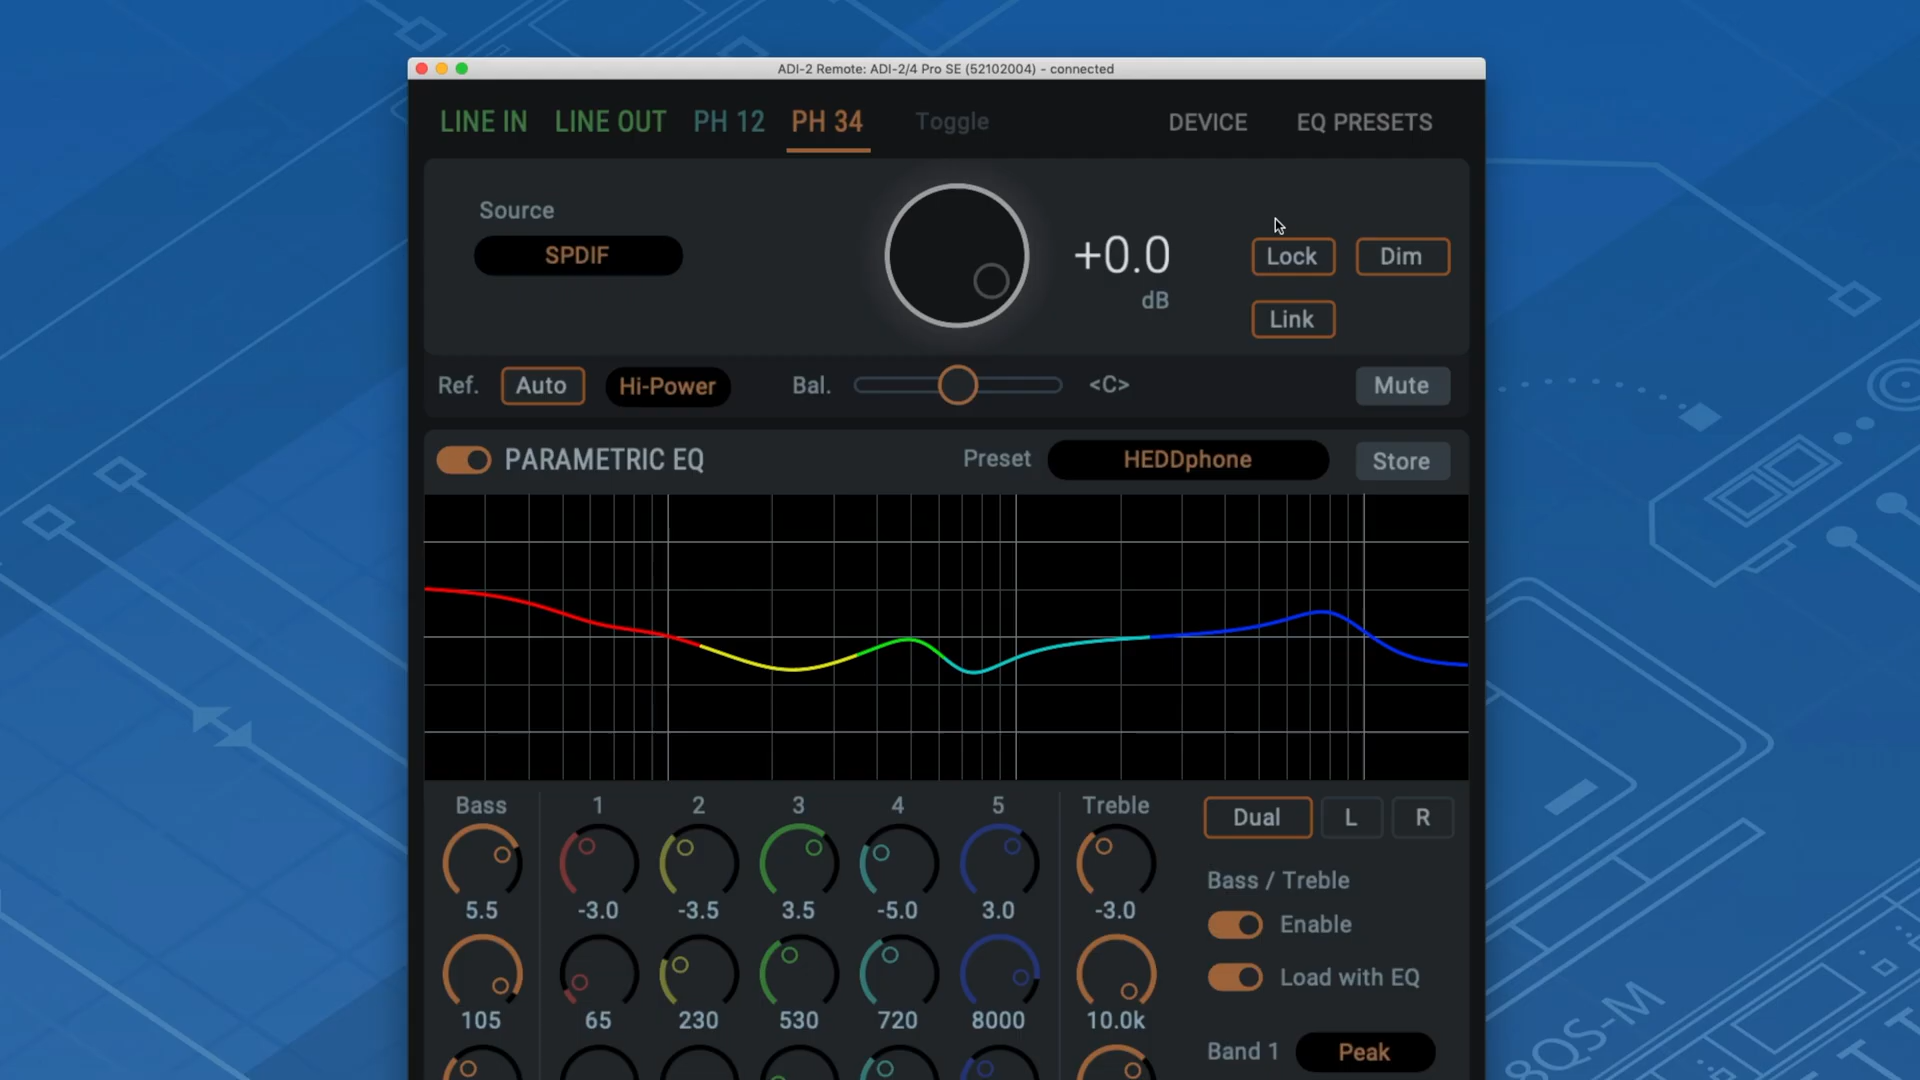 ADI-2 Remote: ADI-2/4 Pro SE (52102004) - connected
LINE IN LINE OUT PH 12 PH 34 Toggle DEVICE EQ PRESETS
Source
SPDIF
+0.0
dB
Lock Dim
Link
Ref. Auto Hi-Power Bal. <C> Mute
PARAMETRIC EQ Preset HEDDphone Store
Bass 1 2 3 4 5 Treble
Dual L R
5.5 -3.0 -3.5 3.5 -5.0 3.0 -3.0
Bass / Treble
Enable
Load with EQ
105 65 230 530 720 8000 10.0k
Band 1 Peak
8QS-M